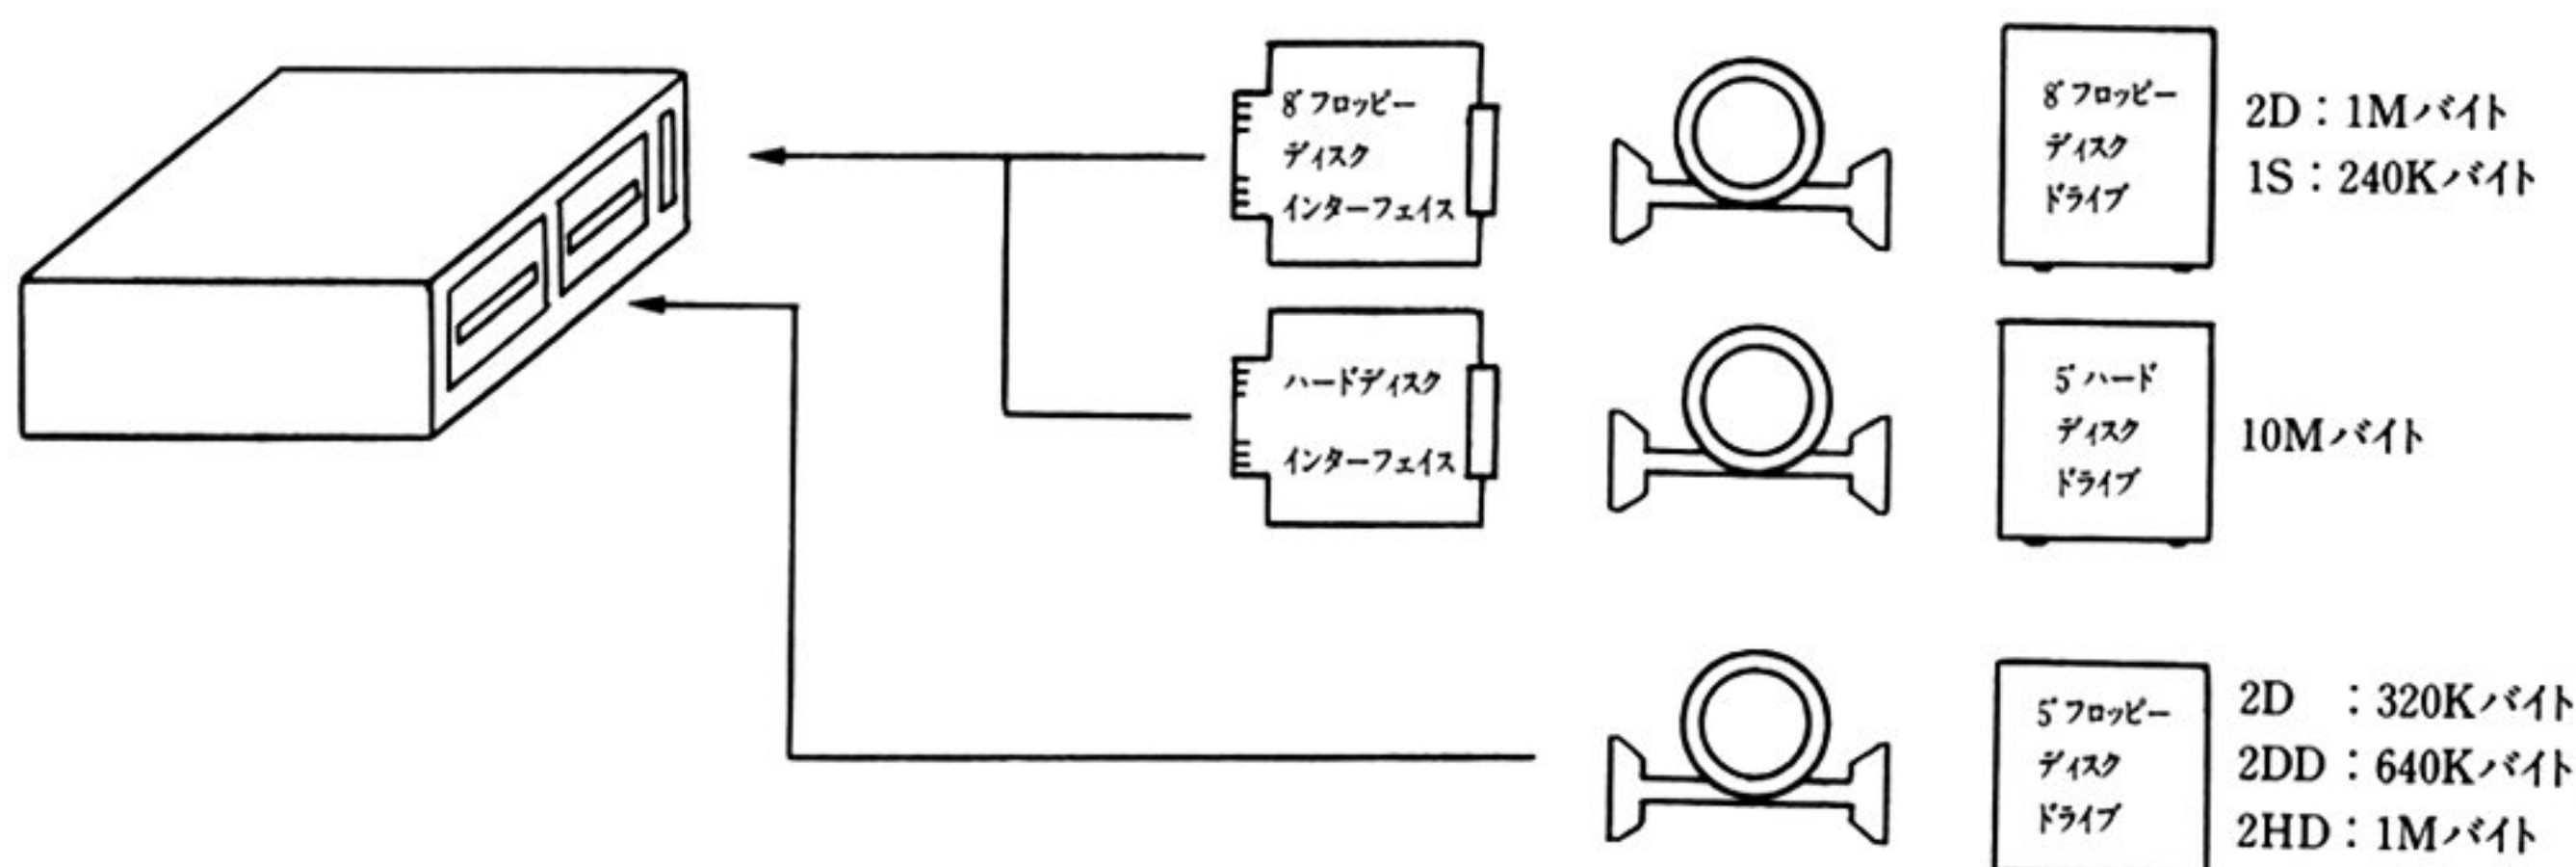 8″フロッピー
ディスク
インターフェイス
8″フロッピー
ディスク
ドライブ
2D：1Mバイト
1S：240Kバイト
ハードディスク
インターフェイス
5″ハード
ディスク
ドライブ
10Mバイト
5″フロッピー
ディスク
ドライブ
2D　：320Kバイト
2DD：640Kバイト
2HD：1Mバイト